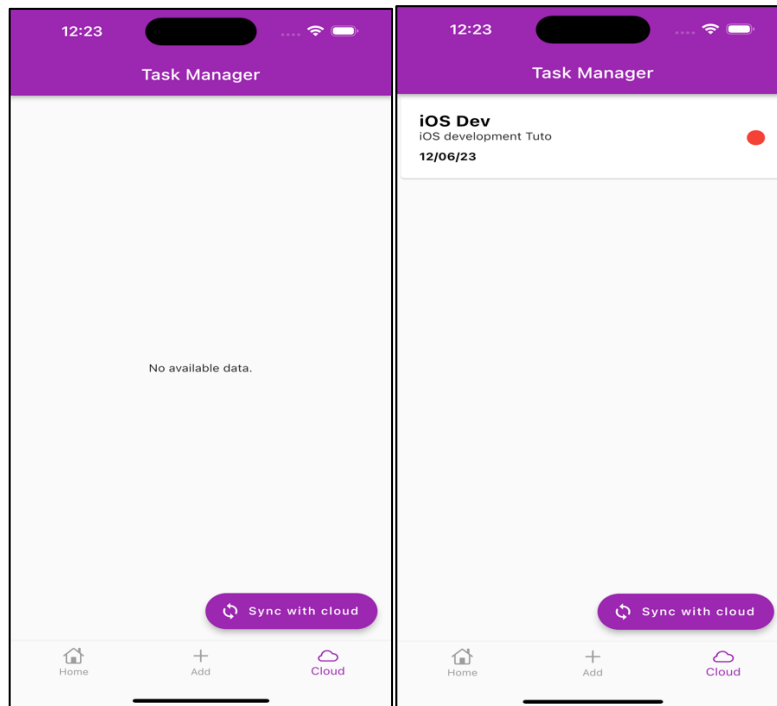 12:23
Task Manager
No available data.
Sync with cloud
Home Add Cloud
12:23
Task Manager
iOS Dev
iOS development Tuto
12/06/23
Sync with cloud
Home Add Cloud